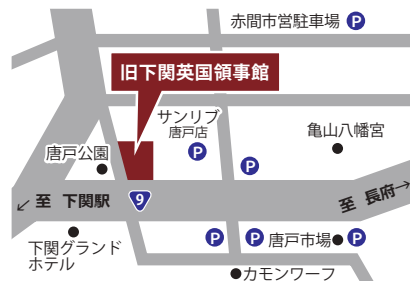 赤間市営駐車場 P
旧下関英国領事館
サンリブ
唐戸店
P
亀山八幡宮
唐戸公園
P
← 至 下関駅
9
至 長府→
P
P
唐戸市場
P
下関グランド
ホテル
カモンワーフ